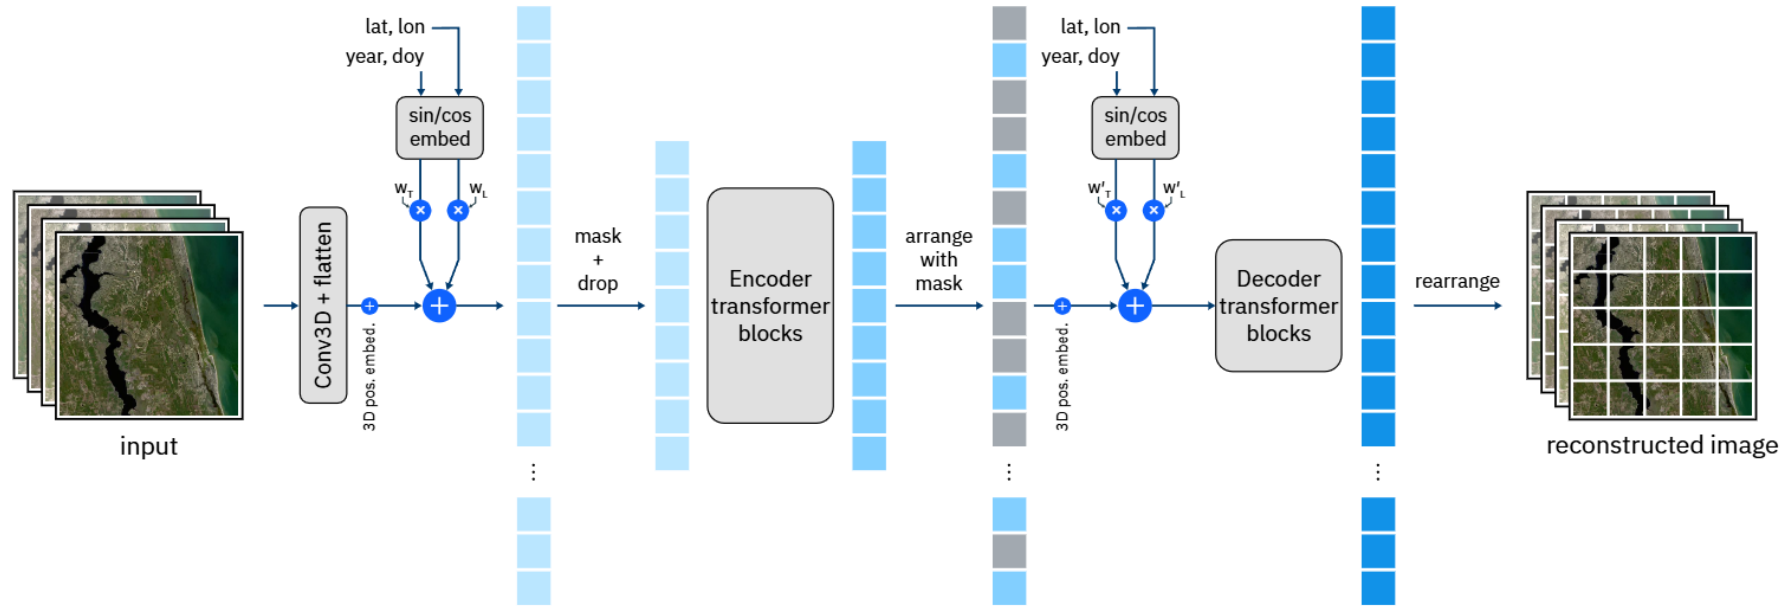 input
Conv3D + flatten
3D pos. embed.
lat, lon
year, doy
sin/cos
embed
w_T
w_L
mask
+
drop
Encoder
transformer
blocks
arrange
with
mask
3D pos. embed.
lat, lon
year, doy
sin/cos
embed
w'_T
w'_L
Decoder
transformer
blocks
rearrange
reconstructed image